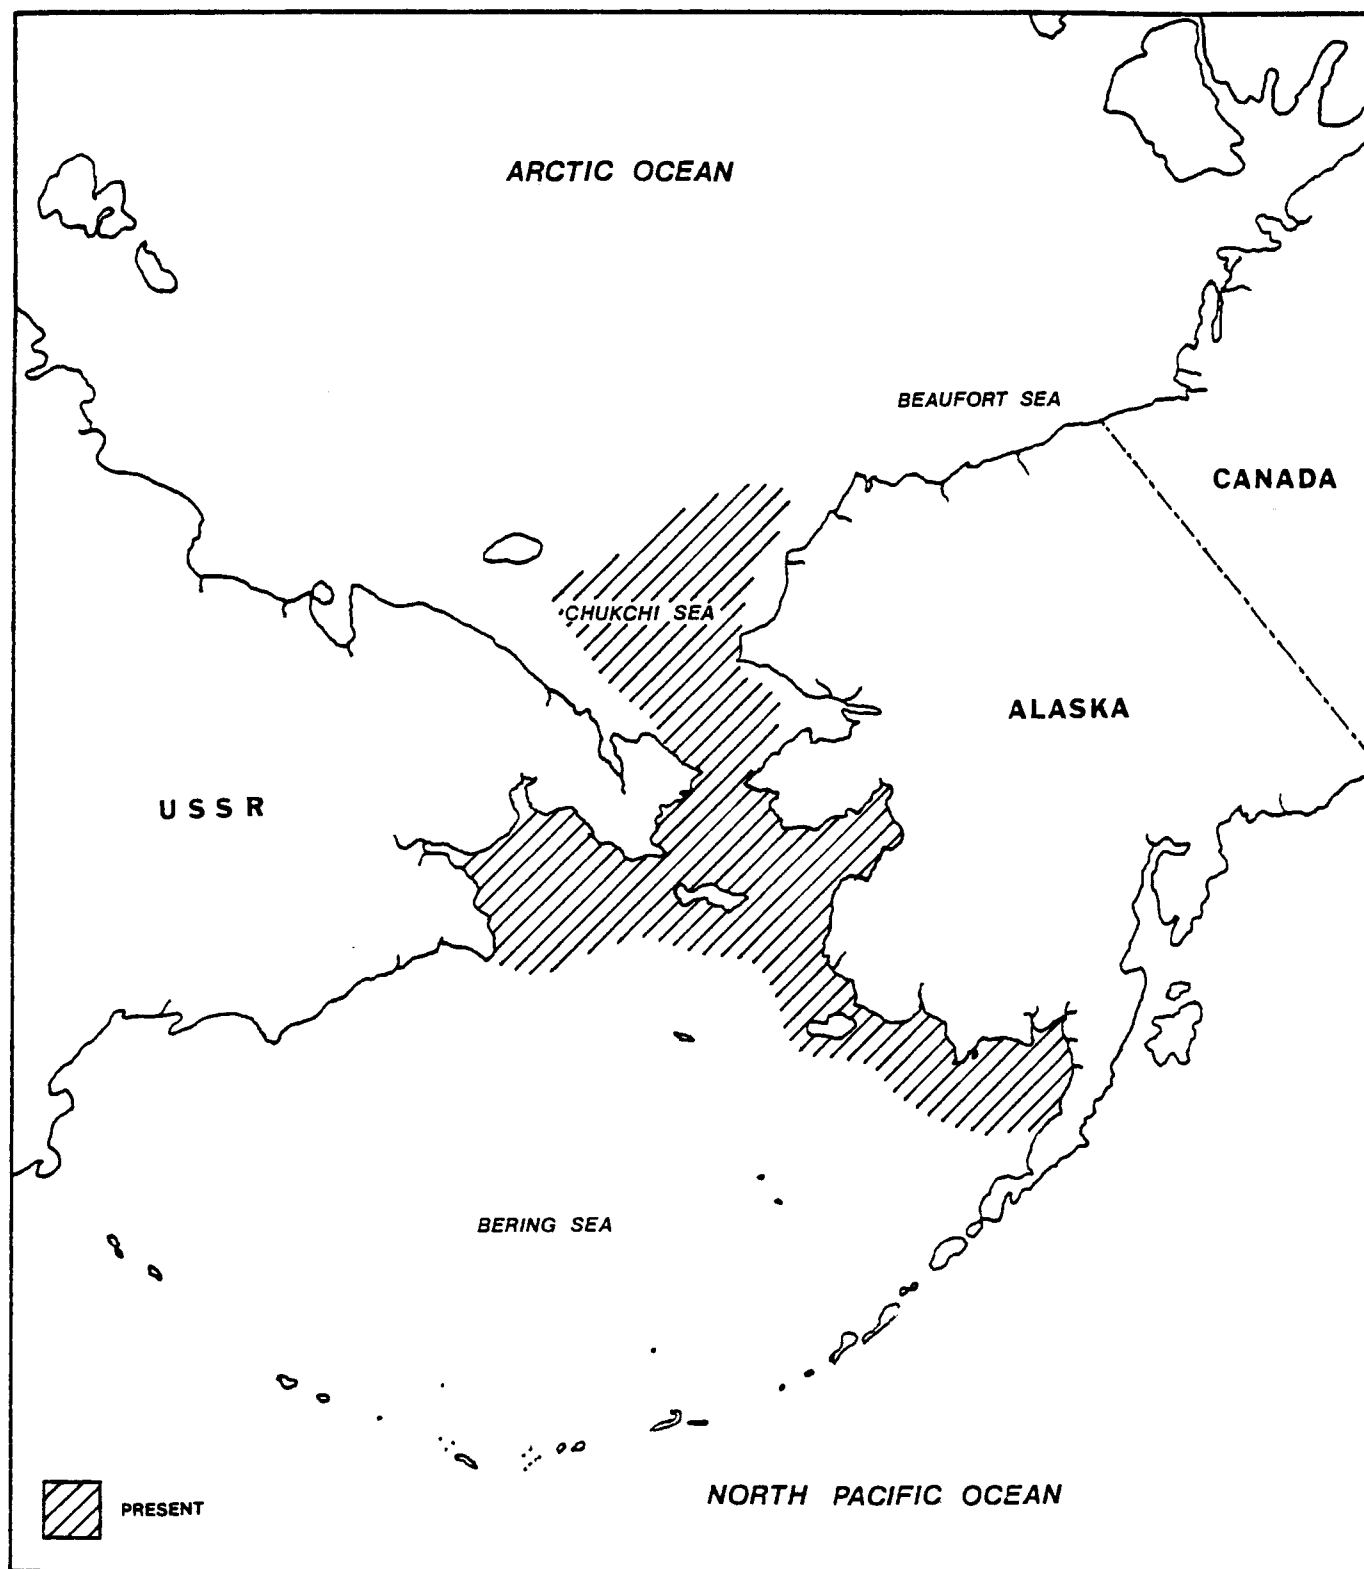 ARCTIC OCEAN
BEAUFORT SEA
CANADA
CHUKCHI SEA
ALASKA
USSR
BERING SEA
NORTH PACIFIC OCEAN
PRESENT